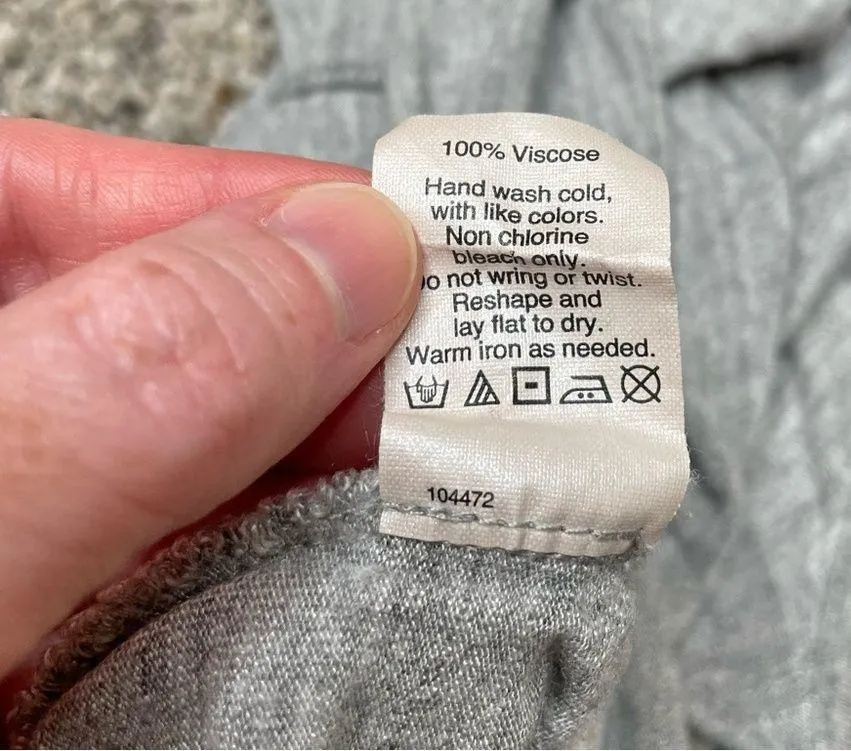 100% Viscose
Hand wash cold,
with like colors.
Non chlorine
bleach only.
Do not wring or twist.
Reshape and
lay flat to dry.
Warm iron as needed.
104472